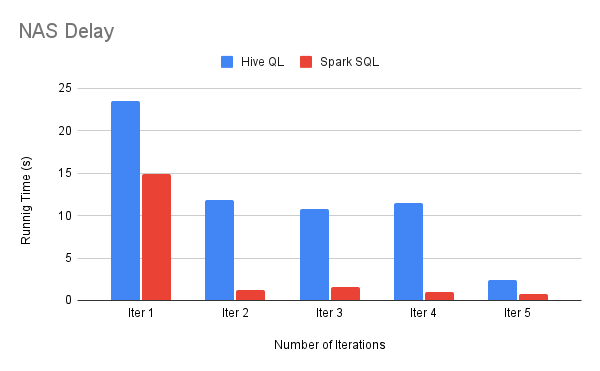 NAS Delay
Hive QL Spark SQL
25
20
15
10
5
0
Runnig Time (s)
Iter 1 Iter 2 Iter 3 Iter 4 Iter 5
Number of Iterations